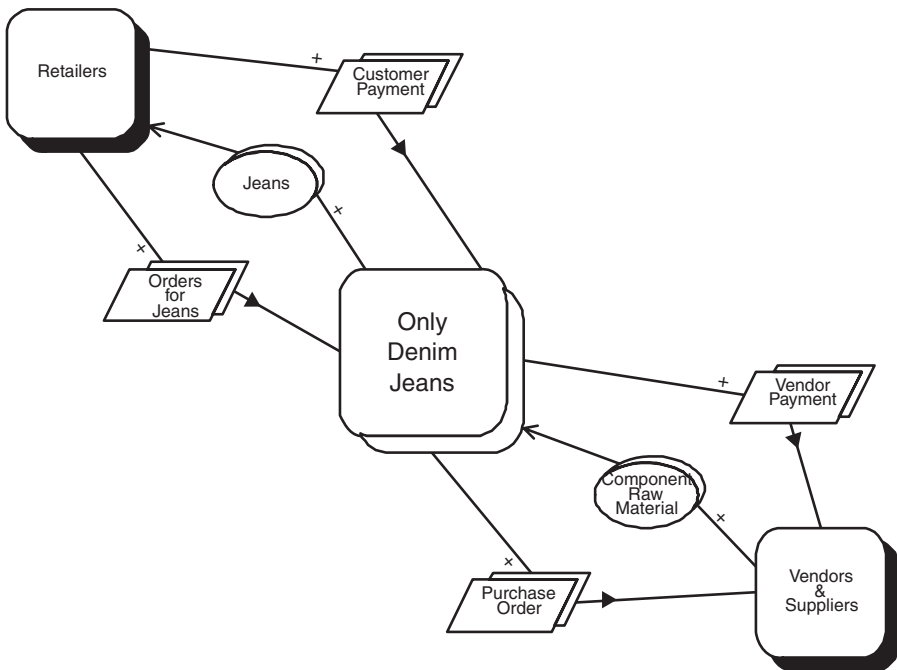 Retailers
Customer
Payment
Jeans
Orders
for
Jeans
Only
Denim
Jeans
Vendor
Payment
Component
Raw
Material
Purchase
Order
Vendors
&
Suppliers